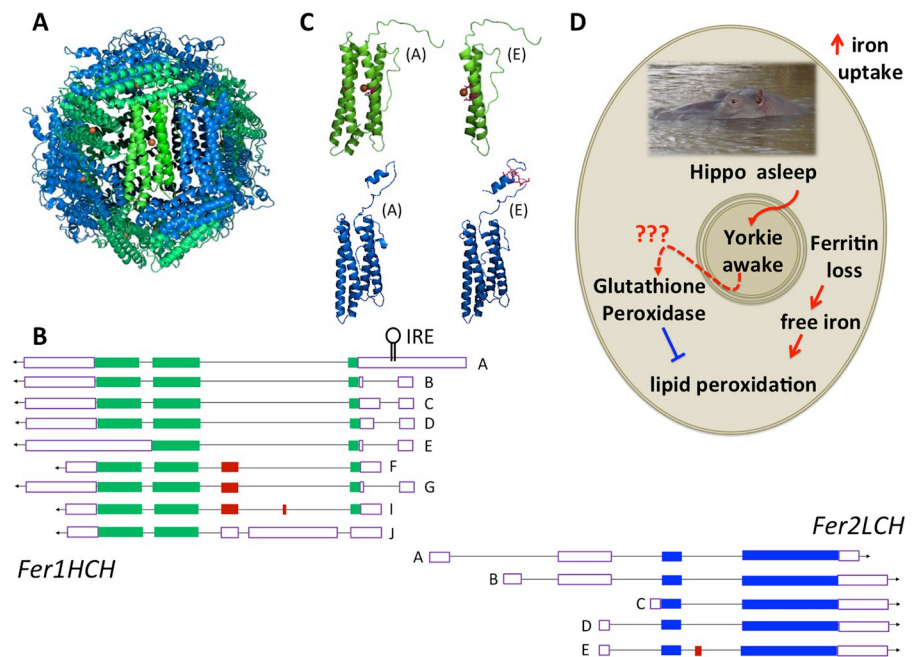 A
C
(A)
(E)
(A)
(E)
D
iron
uptake
Hippo asleep
Yorkie
awake
???
Glutathione
Peroxidase
Ferritin
loss
free iron
lipid peroxidation
B
IRE
A
B
C
D
E
F
G
I
J
Fer1HCH
Fer2LCH
A
B
C
D
E